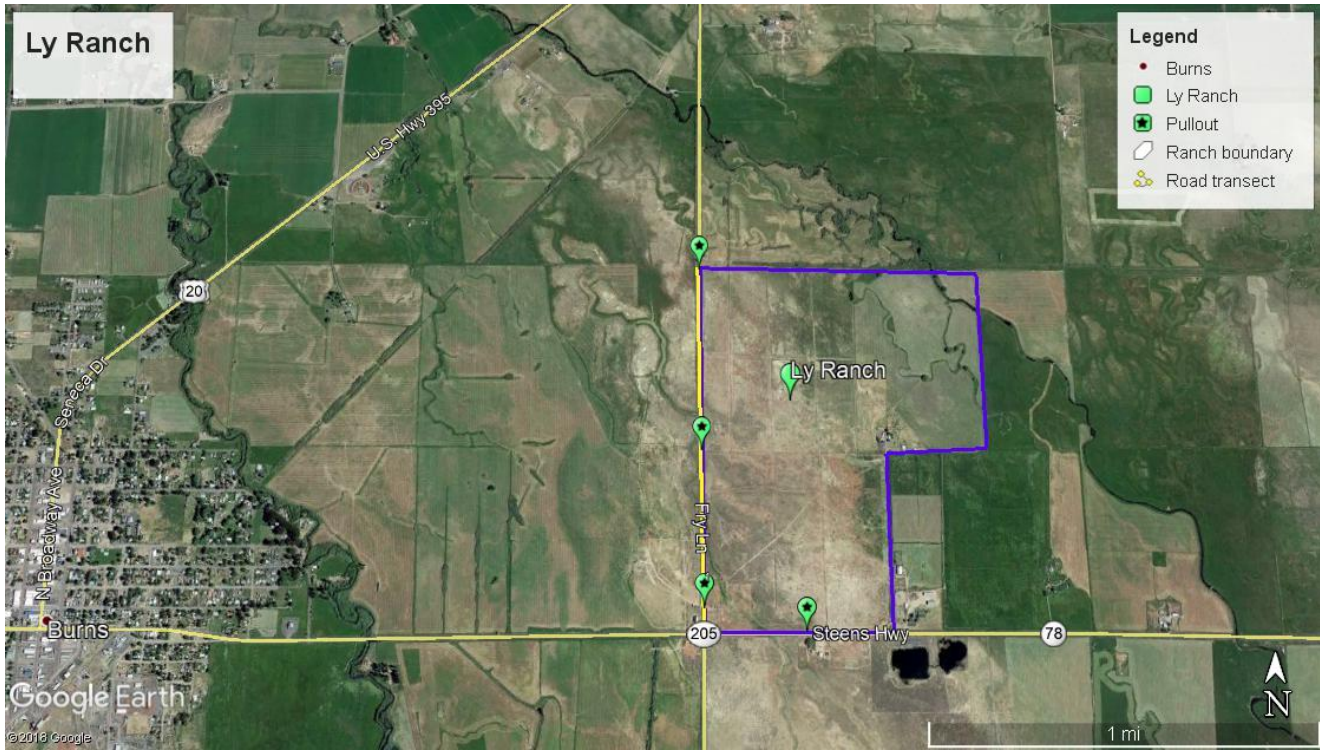 Ly Ranch
Legend
Burns
Ly Ranch
Pullout
Ranch boundary
Road transect
U.S. Hwy 395
20
Seneca Dr
N Broadway Ave
Ly Ranch
Fry Ln
Burns
205
Steens Hwy
78
Google Earth
©2018 Google
N
1 mi